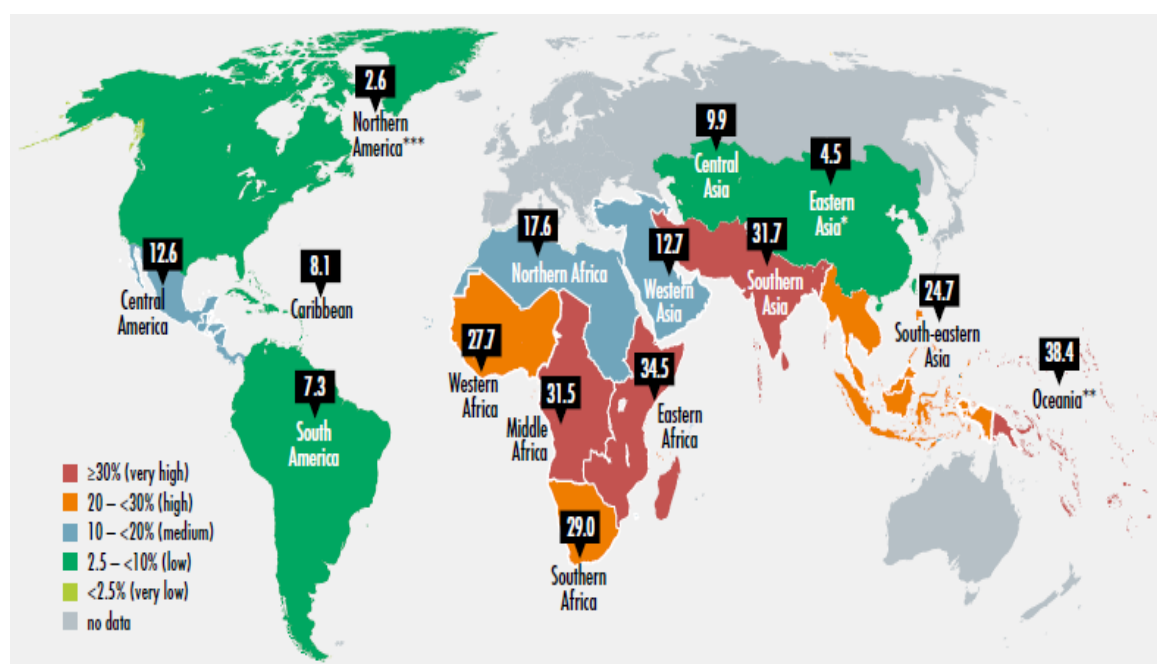 2.6
Northern
America***
9.9
Central
Asia
4.5
Eastern
Asia*
17.6
Northern Africa
12.7
Western
Asia
31.7
Southern
Asia
12.6
Central
America
8.1
Caribbean
24.7
South-eastern
Asia
27.7
Western
Africa
34.5
Eastern
Africa
38.4
Oceania**
7.3
South
America
31.5
Middle
Africa
29.0
Southern
Africa
≥30% (very high)
20 – <30% (high)
10 – <20% (medium)
2.5 – <10% (low)
<2.5% (very low)
no data